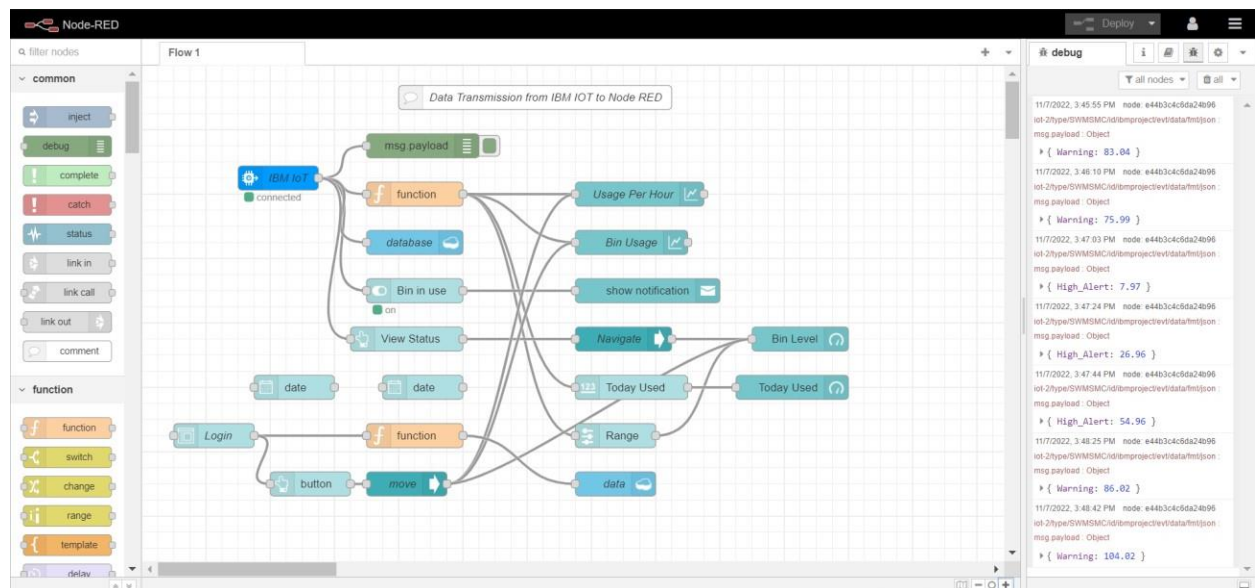 Node-RED
Deploy
filter nodes
common
inject
debug
complete
catch
status
link in
link call
link out
comment
function
function
switch
change
range
template
delay
Flow 1
Data Transmission from IBM IOT to Node RED
msg.payload
IBM IoT
connected
function
Usage Per Hour
database
Bin Usage
Bin in use
on
show notification
View Status
Navigate
Bin Level
date
date
Today Used
Today Used
Login
function
Range
button
move
data
debug
all nodes
all
11/7/2022, 3:45:55 PM node: e44b3c4c6da24b96
iot-2/type/SWMSMC/id/ibmproject/evt/data/fmt/json :
msg.payload : Object
{ Warning: 83.04 }
11/7/2022, 3:46:10 PM node: e44b3c4c6da24b96
iot-2/type/SWMSMC/id/ibmproject/evt/data/fmt/json :
msg.payload : Object
{ Warning: 75.99 }
11/7/2022, 3:47:03 PM node: e44b3c4c6da24b96
iot-2/type/SWMSMC/id/ibmproject/evt/data/fmt/json :
msg.payload : Object
{ High_Alert: 7.97 }
11/7/2022, 3:47:24 PM node: e44b3c4c6da24b96
iot-2/type/SWMSMC/id/ibmproject/evt/data/fmt/json :
msg.payload : Object
{ High_Alert: 26.96 }
11/7/2022, 3:47:44 PM node: e44b3c4c6da24b96
iot-2/type/SWMSMC/id/ibmproject/evt/data/fmt/json :
msg.payload : Object
{ High_Alert: 54.96 }
11/7/2022, 3:48:25 PM node: e44b3c4c6da24b96
iot-2/type/SWMSMC/id/ibmproject/evt/data/fmt/json :
msg.payload : Object
{ Warning: 86.02 }
11/7/2022, 3:48:42 PM node: e44b3c4c6da24b96
iot-2/type/SWMSMC/id/ibmproject/evt/data/fmt/json :
msg.payload : Object
{ Warning: 104.02 }